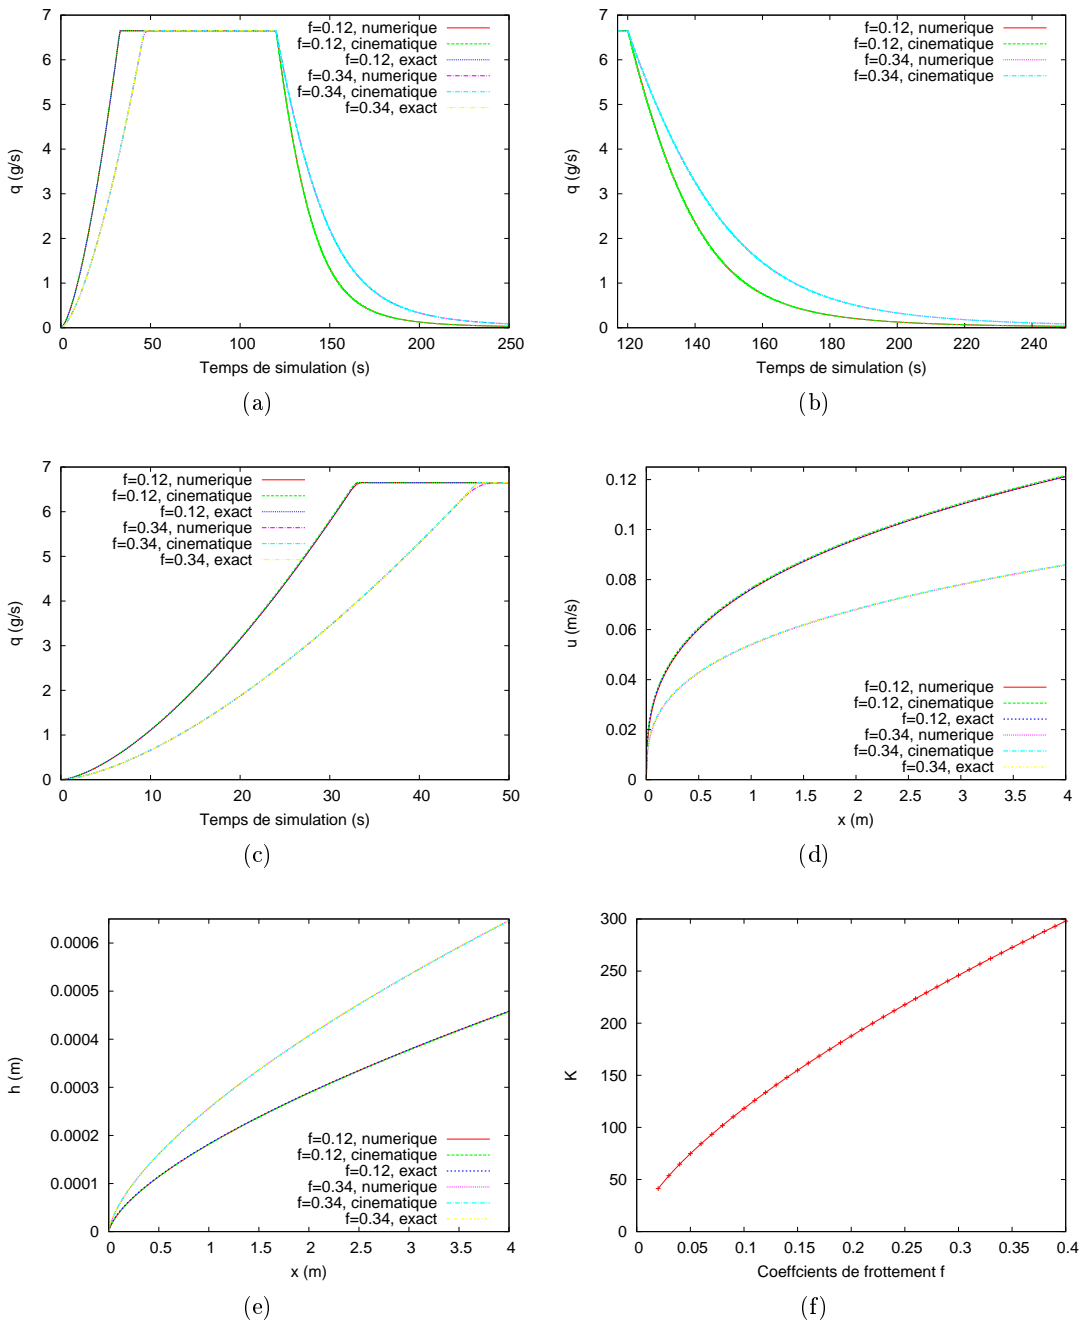 7
6
5
4
3
2
1
0
q (g/s)
0
50
100
150
200
250
Temps de simulation (s)
f=0.12, numerique
f=0.12, cinematique
f=0.12, exact
f=0.34, numerique
f=0.34, cinematique
f=0.34, exact
(a)
7
6
5
4
3
2
1
0
q (g/s)
120
140
160
180
200
220
240
Temps de simulation (s)
f=0.12, numerique
f=0.12, cinematique
f=0.34, numerique
f=0.34, cinematique
(b)
7
6
5
4
3
2
1
0
q (g/s)
0
10
20
30
40
50
Temps de simulation (s)
f=0.12, numerique
f=0.12, cinematique
f=0.12, exact
f=0.34, numerique
f=0.34, cinematique
f=0.34, exact
(c)
0.12
0.1
0.08
0.06
0.04
0.02
0
u (m/s)
0
0.5
1
1.5
2
2.5
3
3.5
4
x (m)
f=0.12, numerique
f=0.12, cinematique
f=0.12, exact
f=0.34, numerique
f=0.34, cinematique
f=0.34, exact
(d)
0.0006
0.0005
0.0004
0.0003
0.0002
0.0001
0
h (m)
0
0.5
1
1.5
2
2.5
3
3.5
4
x (m)
f=0.12, numerique
f=0.12, cinematique
f=0.12, exact
f=0.34, numerique
f=0.34, cinematique
f=0.34, exact
(e)
300
250
200
150
100
50
0
K
0
0.05
0.1
0.15
0.2
0.25
0.3
0.35
0.4
Coeffcients de frottement f
(f)